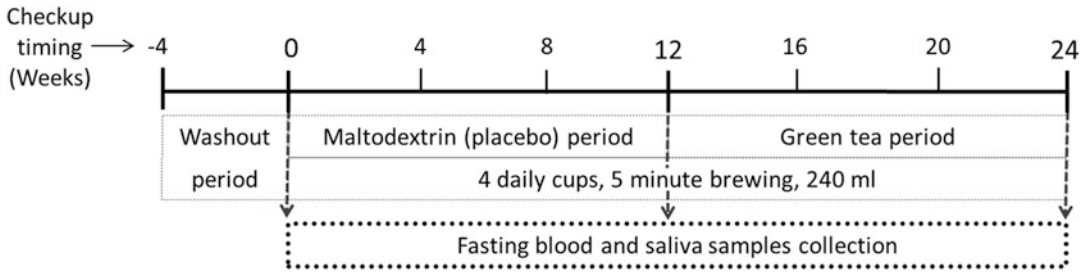 Checkup
timing
(Weeks)
-4 0 4 8 12 16 20 24
Washout
period
Maltodextrin (placebo) period
Green tea period
4 daily cups, 5 minute brewing, 240 ml
Fasting blood and saliva samples collection